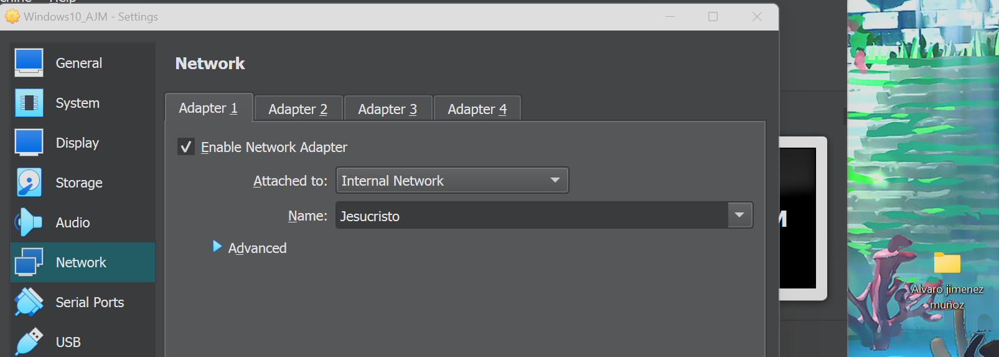 Windows10_AJM - Settings
General
System
Display
Storage
Audio
Network
Serial Ports
USB
Network
Adapter 1
Adapter 2
Adapter 3
Adapter 4
Enable Network Adapter
Attached to:
Internal Network
Name:
Jesucristo
Advanced
Alvaro jimenez
muñoz